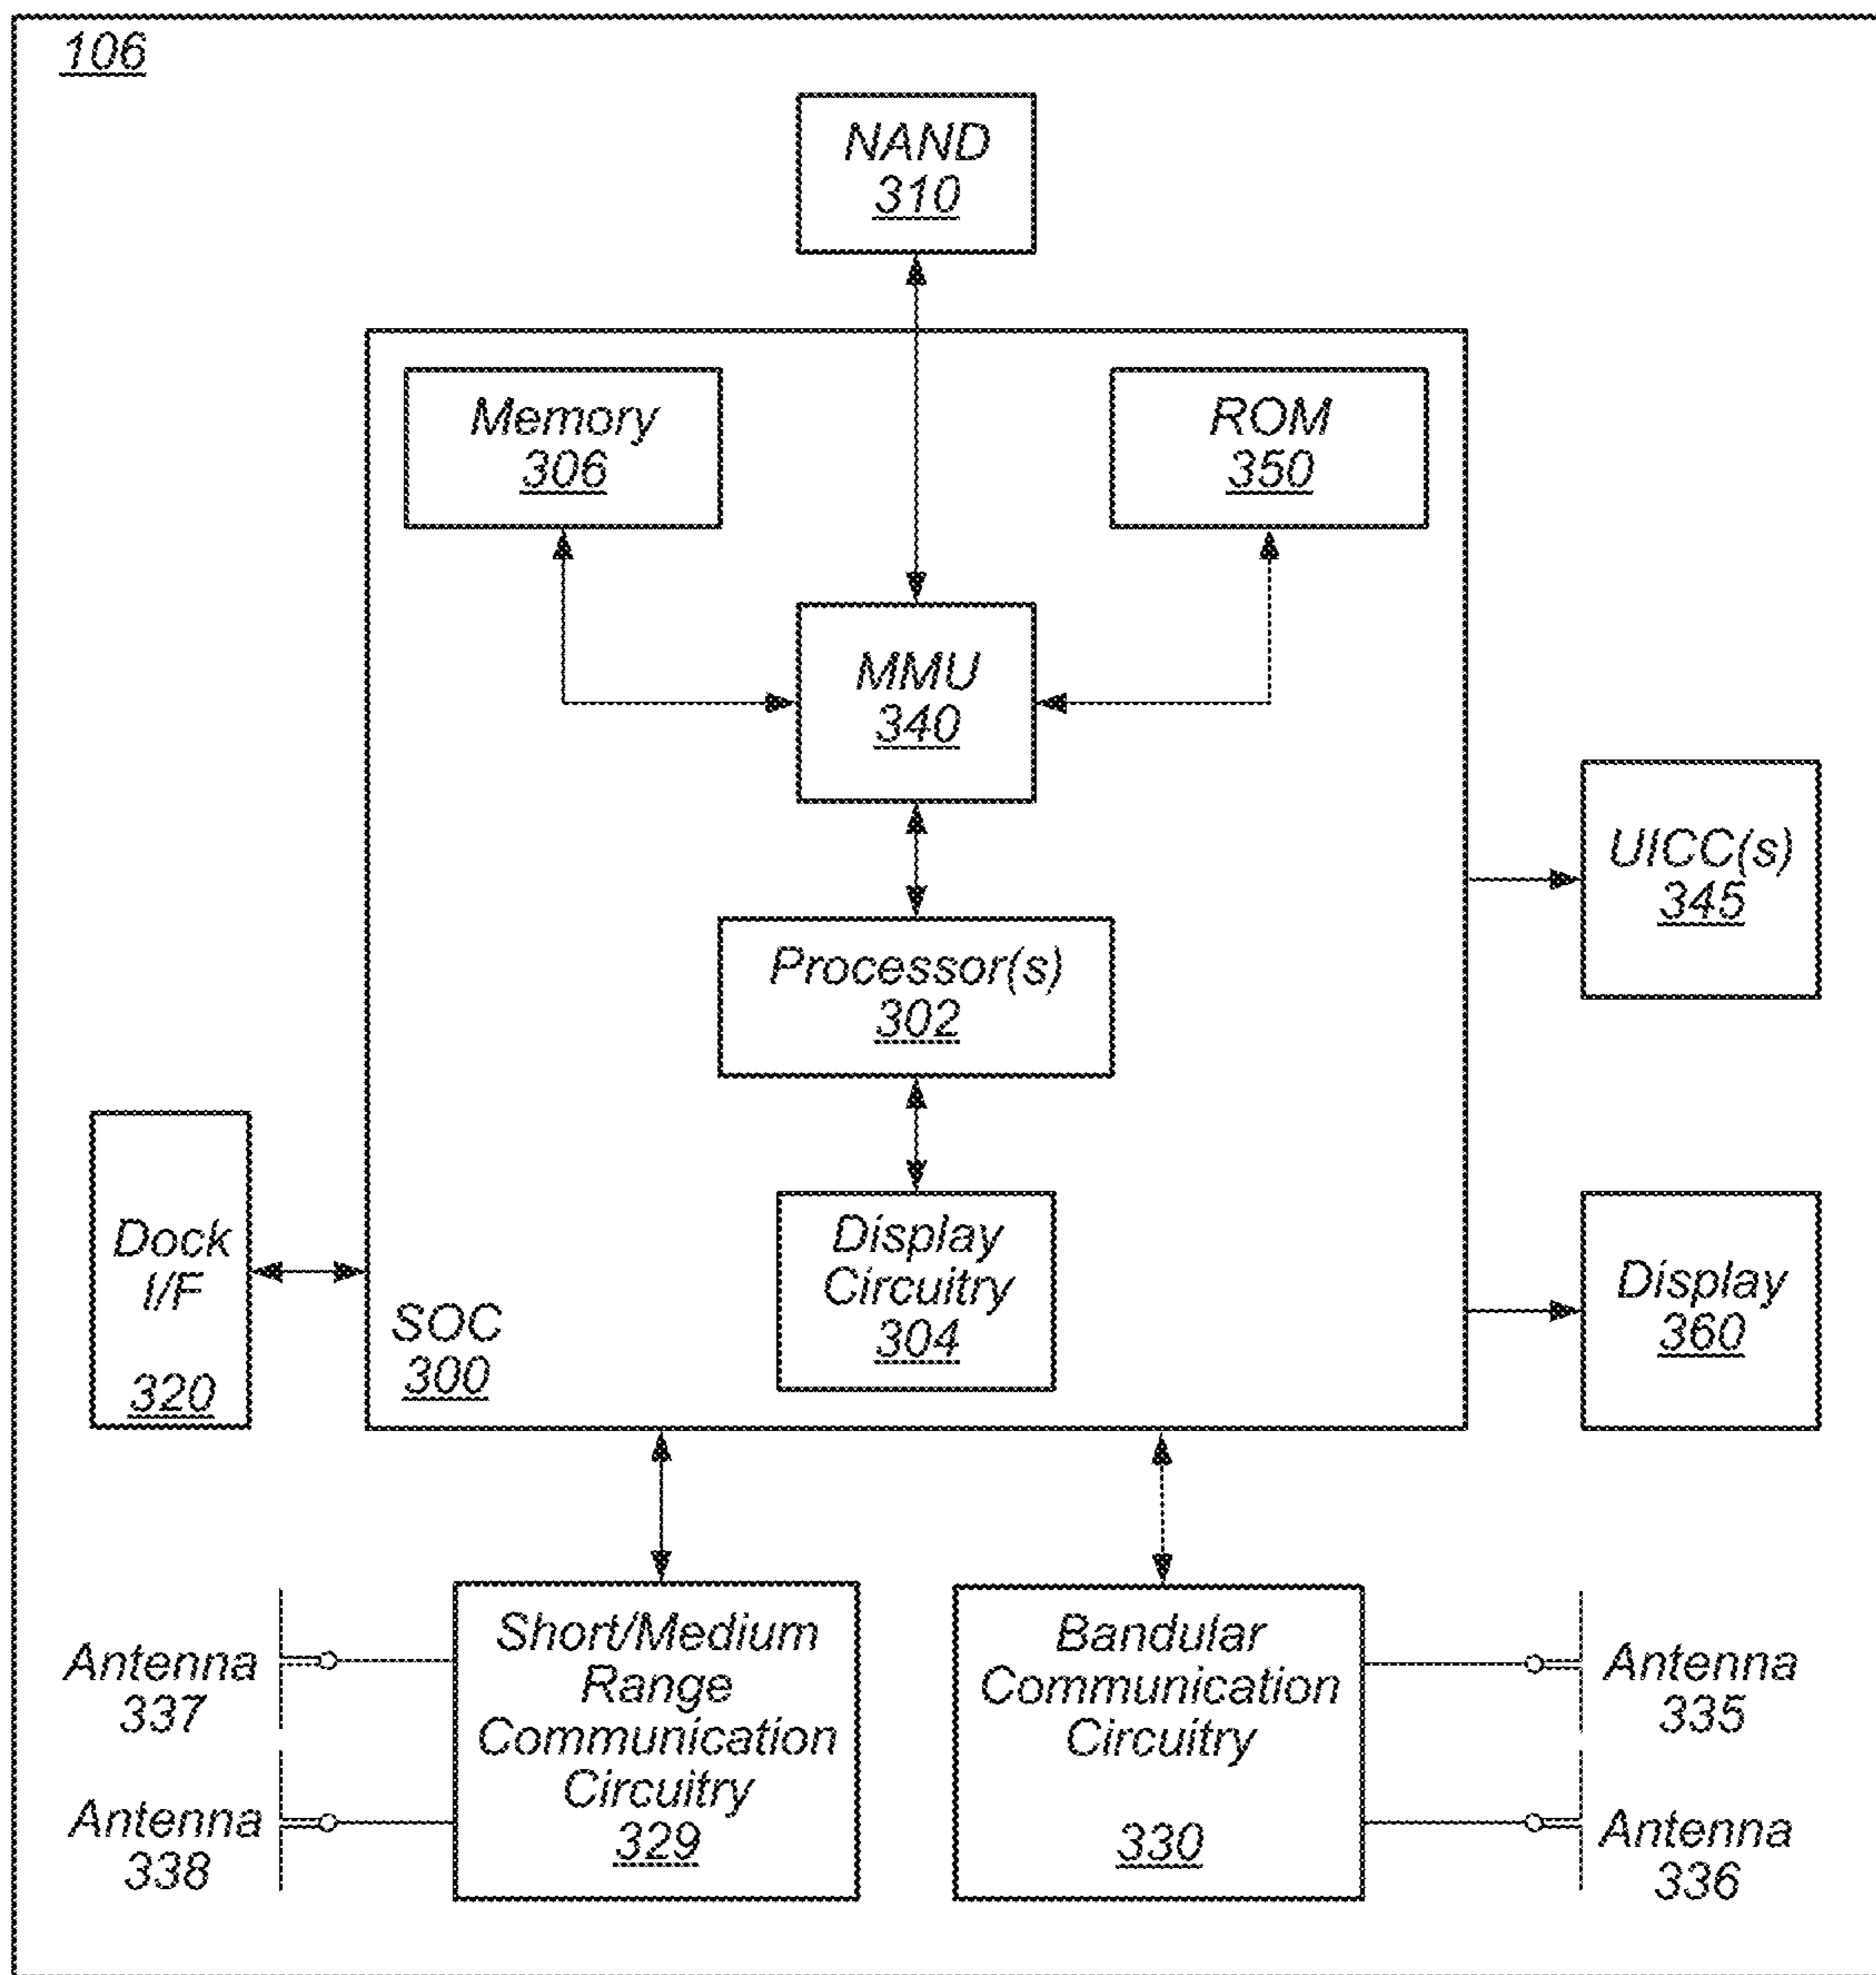 106
NAND
310
Memory
306
ROM
350
MMU
340
UICC(s)
345
Processor(s)
302
Dock
I/F
320
Display
Circuitry
304
SOC
300
Display
360
Antenna
337
Antenna
338
Short/Medium
Range
Communication
Circuitry
329
Bandular
Communication
Circuitry
330
Antenna
335
Antenna
336